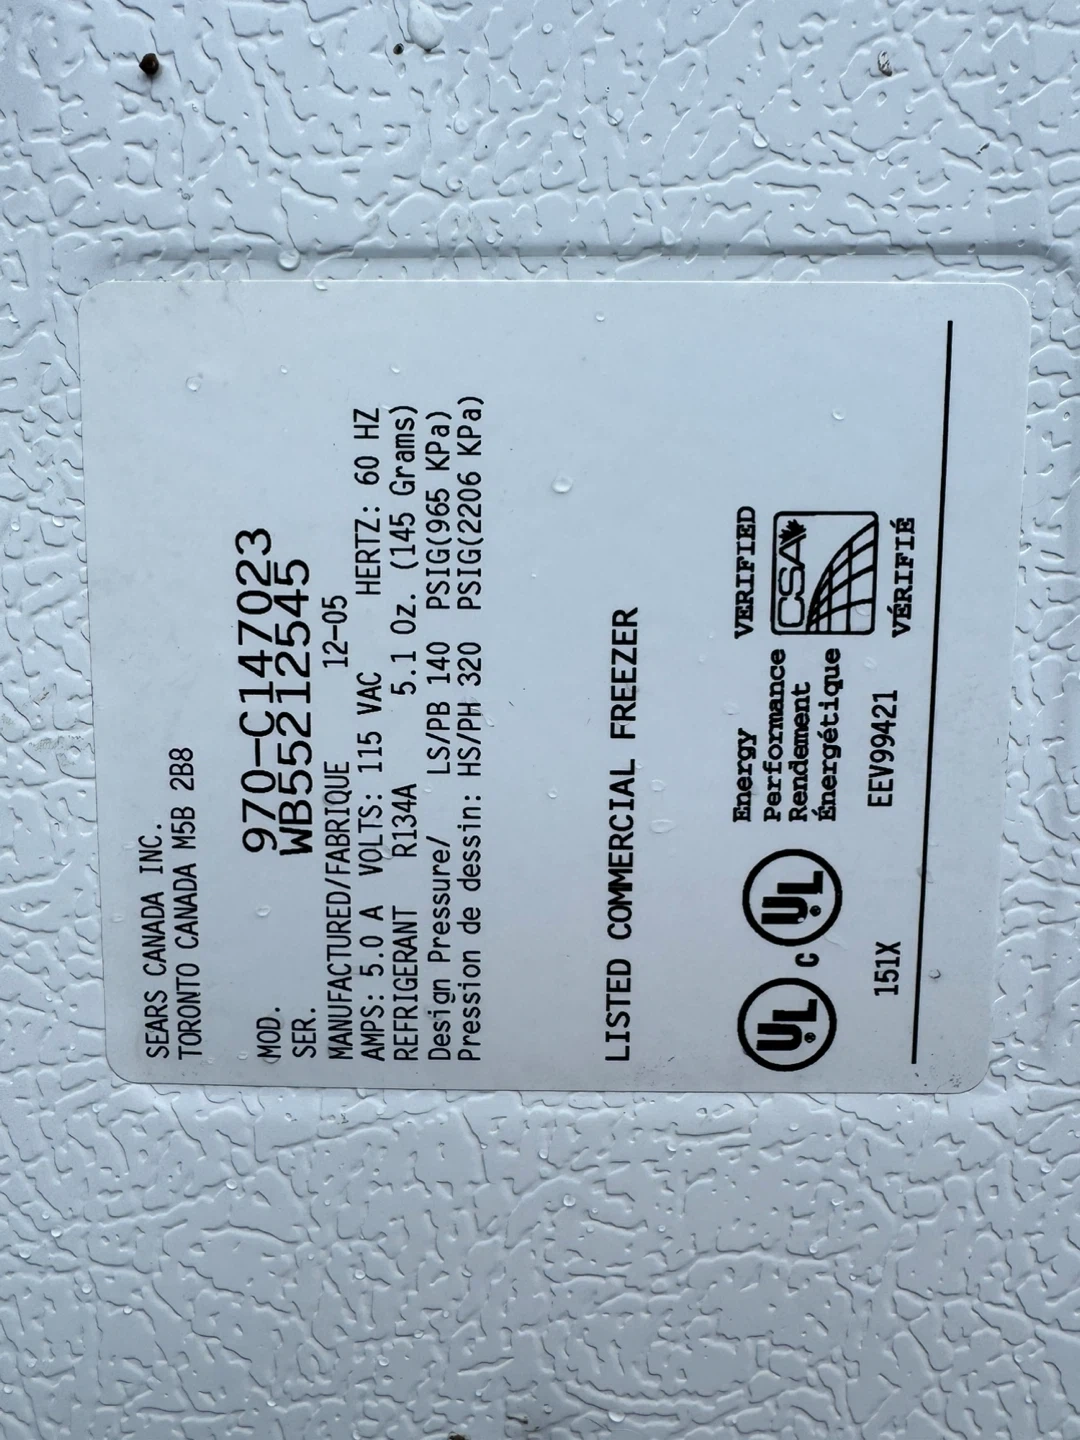 SEARS CANADA INC.
TORONTO CANADA M5B 2B8
MOD. 970-C147023
SER. WB55212545
MANUFACTURED/FABRIQUE 12-05
AMPS: 5.0 A VOLTS: 115 VAC HERTZ: 60 HZ
REFRIGERANT R134A 5.1 Oz. (145 Grams)
Design Pressure/ LS/PB 140 PSIG(965 KPa)
Pression de dessin: HS/PH 320 PSIG(2206 KPa)
LISTED COMMERCIAL FREEZER
UL ®
C UL ®
Energy
Performance
Rendement
Énergétique
VERIFIED
CSA
VÉRIFIÉ
151X
EEV99421